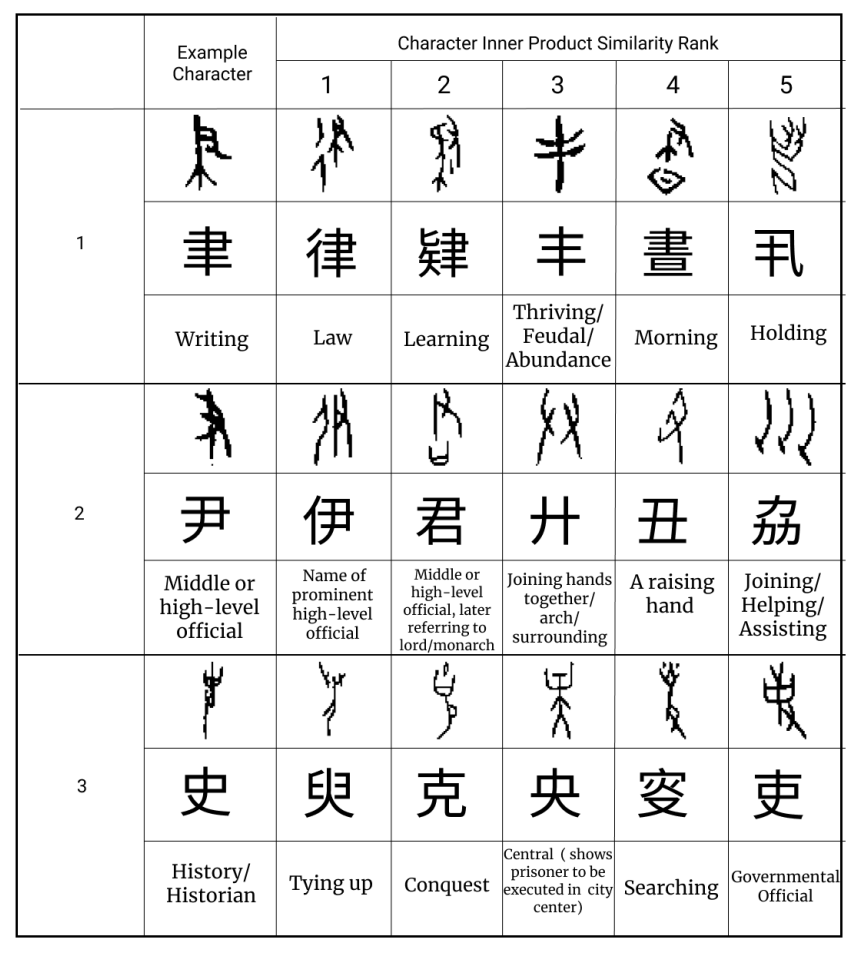 Example
Character
Character Inner Product Similarity Rank
1
2
3
4
5
1
聿
律
肄
丰
晝
丮
Writing
Law
Learning
Thriving/
Feudal/
Abundance
Morning
Holding
2
尹
伊
君
廾
丑
劦
Middle or
high-level
official
Name of
prominent
high-level
official
Middle or
high-level
official, later
referring to
lord/monarch
Joining hands
together/
arch/
surrounding
A raising
hand
Joining/
Helping/
Assisting
3
史
臾
克
央
吏
History/
Historian
Tying up
Conquest
Central ( shows
prisoner to be
executed in city
center)
Searching
Governmental
Official